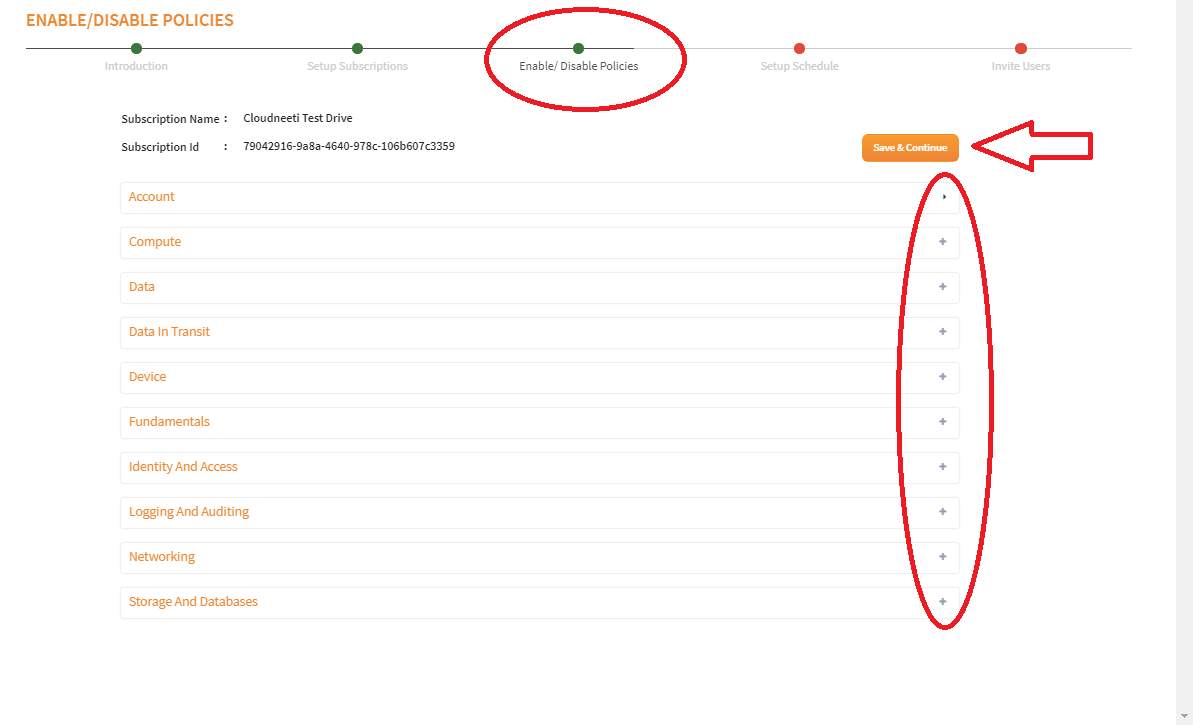 ENABLE/DISABLE POLICIES
Introduction Setup Subscriptions Enable/ Disable Policies Setup Schedule Invite Users
Subscription Name : Cloudneeti Test Drive
Subscription Id : 79042916-9a8a-4640-978c-106b607c3359
Save & Continue
Account
Compute
Data
Data In Transit
Device
Fundamentals
Identity And Access
Logging And Auditing
Networking
Storage And Databases